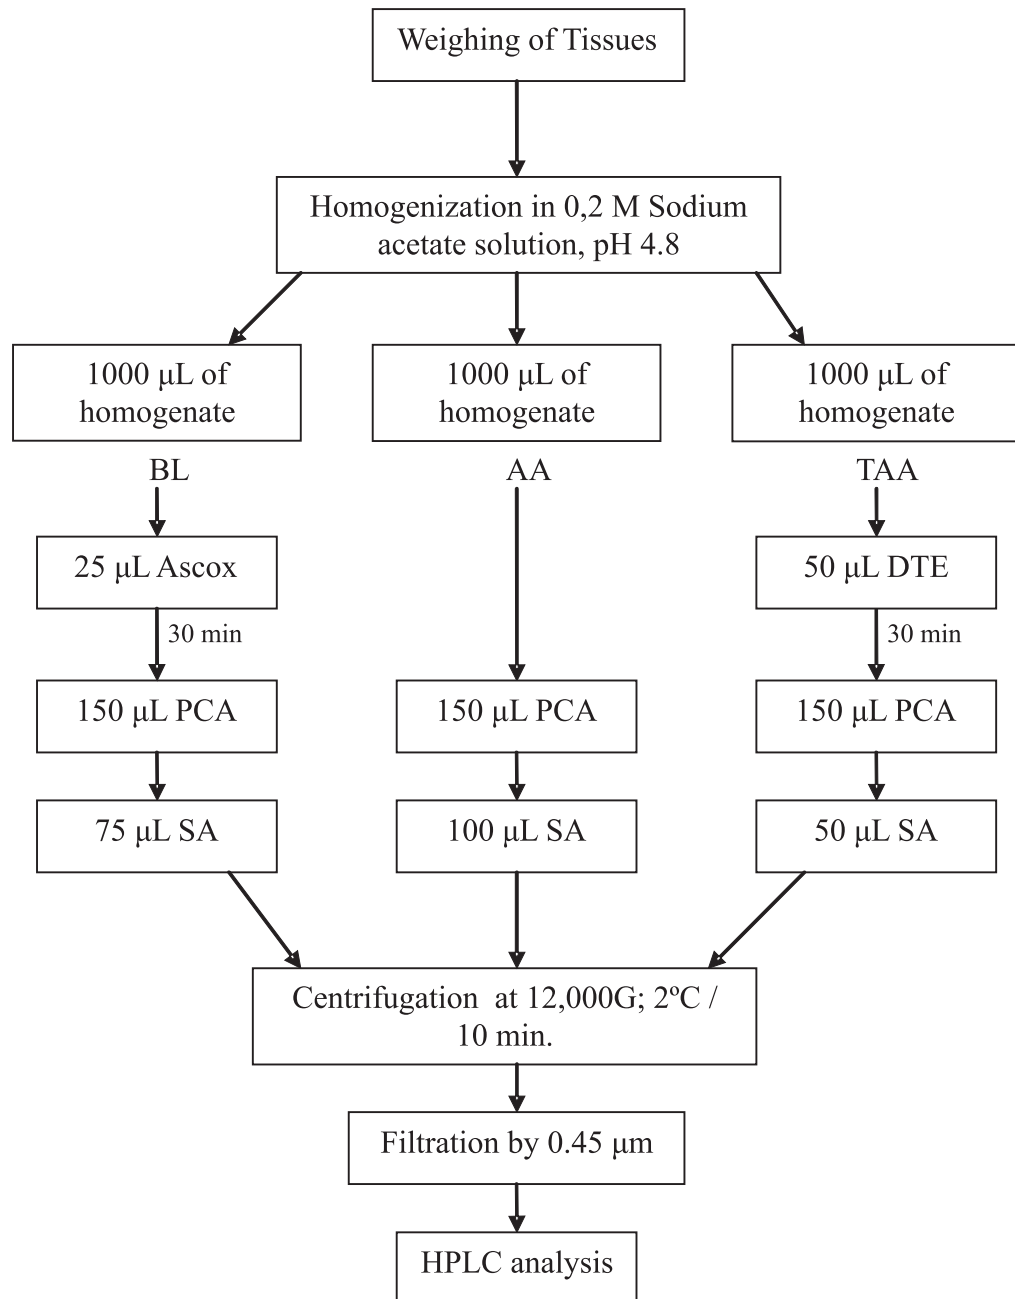 Weighing of Tissues
Homogenization in 0,2 M Sodium
acetate solution, pH 4.8
1000 μL of
homogenate
1000 μL of
homogenate
1000 μL of
homogenate
BL
AA
TAA
25 μL Ascox
50 μL DTE
30 min
30 min
150 μL PCA
150 μL PCA
150 μL PCA
75 μL SA
100 μL SA
50 μL SA
Centrifugation at 12,000G; 2ºC /
10 min.
Filtration by 0.45 μm
HPLC analysis